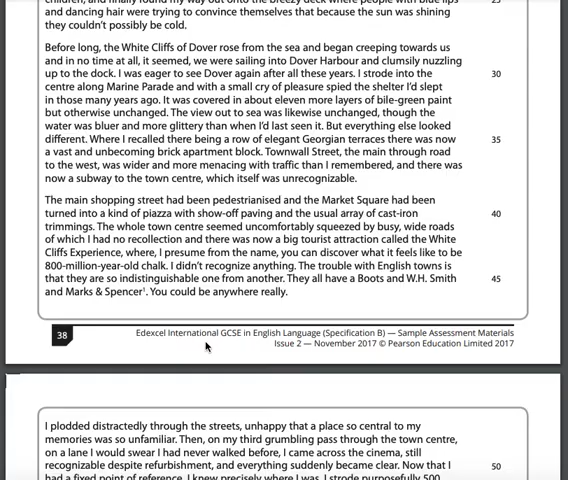 children, and finally found my way out onto the breezy deck where people with blue lips
25
and dancing hair were trying to convince themselves that because the sun was shining
they couldn't possibly be cold.
Before long, the White Cliffs of Dover rose from the sea and began creeping towards us
and in no time at all, it seemed, we were sailing into Dover Harbour and clumsily nuzzling
up to the dock. I was eager to see Dover again after all these years. I strode into the
30
centre along Marine Parade and with a small cry of pleasure spied the shelter I'd slept
in those many years ago. It was covered in about eleven more layers of bile-green paint
but otherwise unchanged. The view out to sea was likewise unchanged, though the
water was bluer and more glittery than when I'd last seen it. But everything else looked
different. Where I recalled there being a row of elegant Georgian terraces there was now
35
a vast and unbecoming brick apartment block. Townwall Street, the main through road
to the west, was wider and more menacing with traffic than I remembered, and there was
now a subway to the town centre, which itself was unrecognizable.
The main shopping street had been pedestrianised and the Market Square had been
turned into a kind of piazza with show-off paving and the usual array of cast-iron
40
trimmings. The whole town centre seemed uncomfortably squeezed by busy, wide roads
of which I had no recollection and there was now a big tourist attraction called the White
Cliffs Experience, where, I presume from the name, you can discover what it feels like to be
800-million-year-old chalk. I didn't recognize anything. The trouble with English towns is
that they are so indistinguishable one from another. They all have a Boots and W.H. Smith
45
and Marks & Spencer¹. You could be anywhere really.
38
Edexcel International GCSE in English Language (Specification B) — Sample Assessment Materials
Issue 2 — November 2017 © Pearson Education Limited 2017
I plodded distractedly through the streets, unhappy that a place so central to my
memories was so unfamiliar. Then, on my third grumbling pass through the town centre,
on a lane I would swear I had never walked before, I came across the cinema, still
recognizable despite refurbishment, and everything suddenly became clear. Now that I
50
had a fixed point of reference, I knew precisely where I was. I strode purposefully 500